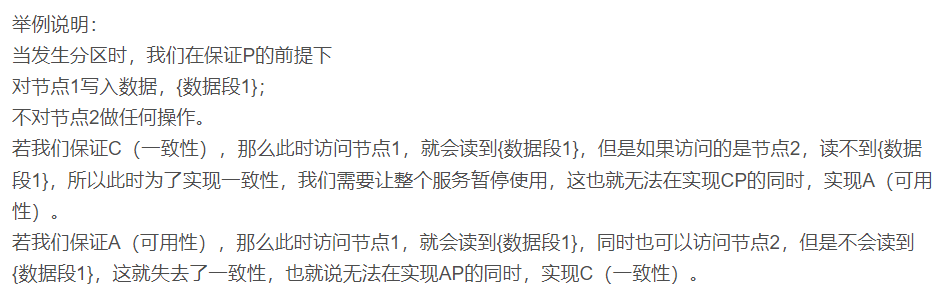 举例说明：
当发生分区时，我们在保证P的前提下
对节点1写入数据，{数据段1}；
不对节点2做任何操作。
若我们保证C（一致性），那么此时访问节点1，就会读到{数据段1}，但是如果访问的是节点2，读不到{数据
段1}，所以此时为了实现一致性，我们需要让整个服务暂停使用，这也就无法在实现CP的同时，实现A（可用
性）。
若我们保证A（可用性），那么此时访问节点1，就会读到{数据段1}，同时也可以访问节点2，但是不会读到
{数据段1}，这就失去了一致性，也就说无法在实现AP的同时，实现C（一致性）。